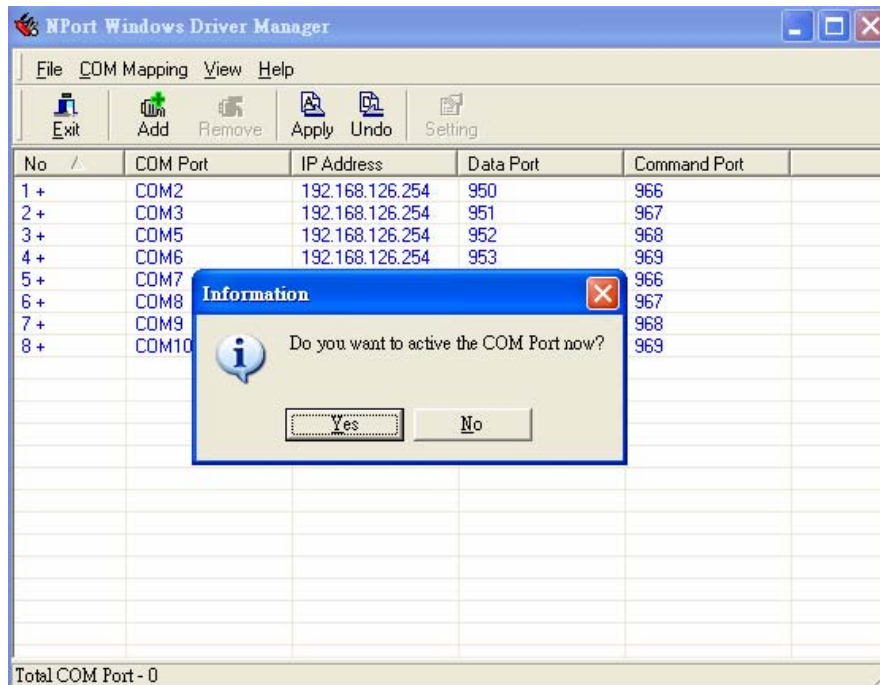 NPort Windows Driver Manager
File COM Mapping View Help
Exit Add Remove Apply Undo Setting
No COM Port IP Address Data Port Command Port
1 + COM2 192.168.126.254 950 966
2 + COM3 192.168.126.254 951 967
3 + COM5 192.168.126.254 952 968
4 + COM6 192.168.126.254 953 969
5 + COM7 966
6 + COM8 967
7 + COM9 968
8 + COM10 969
Information
Do you want to active the COM Port now?
Yes No
Total COM Port - 0